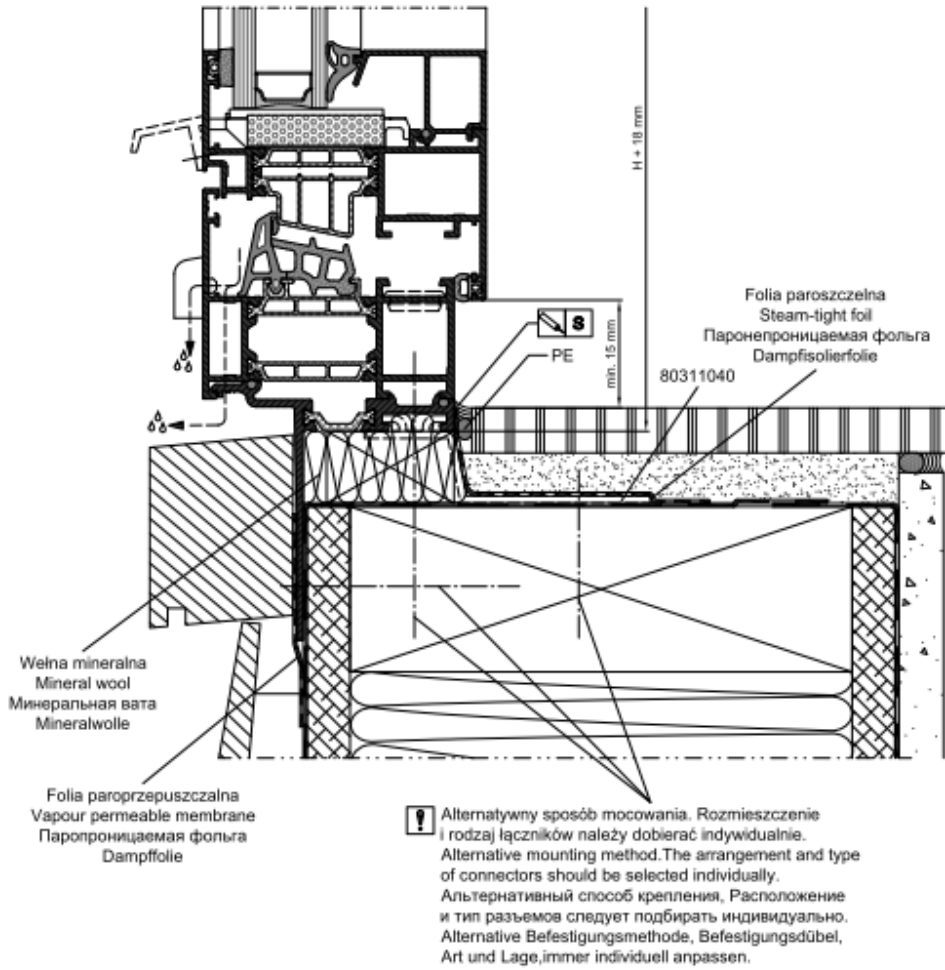 H + 18 mm
min. 15 mm
S
PE
80311040
Folia paroszczelna
Steam-tight foil
Паронепроницаемая фольга
Dampfisolierfolie
Wełna mineralna
Mineral wool
Минеральная вата
Mineralwolle
Folia paroprzepuszczalna
Vapour permeable membrane
Паропроницаемая фольга
Dampffolie
! Alternatywny sposób mocowania. Rozmieszczenie
i rodzaj łączników należy dobierać indywidualnie.
Alternative mounting method.The arrangement and type
of connectors should be selected individually.
Альтернативный способ крепления, Расположение
и тип разъемов следует подбирать индивидуально.
Alternative Befestigungsmethode, Befestigungsdübel,
Art und Lage,immer individuell anpassen.